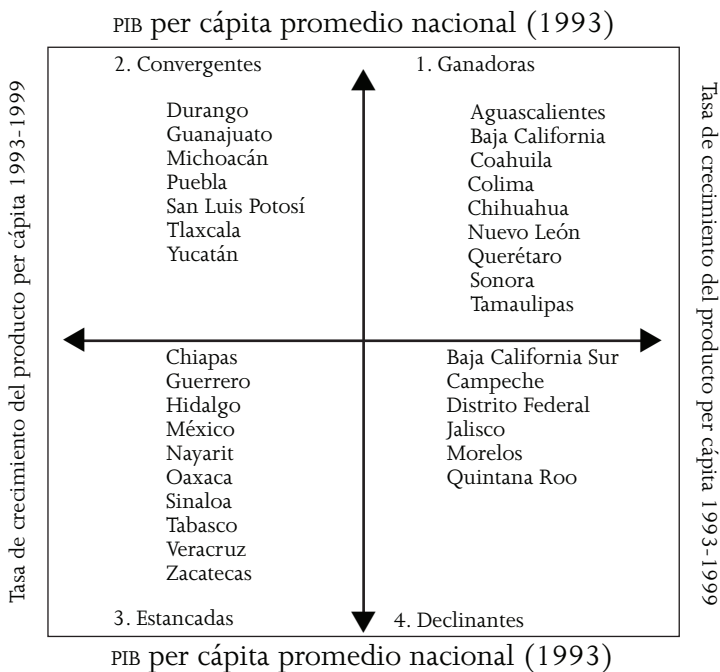 PIB per cápita promedio nacional (1993)
Tasa de crecimiento del producto per cápita 1993-1999
2. Convergentes
Durango
Guanajuato
Michoacán
Puebla
San Luis Potosí
Tlaxcala
Yucatán
1. Ganadoras
Aguascalientes
Baja California
Coahuila
Colima
Chihuahua
Nuevo León
Querétaro
Sonora
Tamaulipas
Tasa de crecimiento del producto per cápita 1993-1999
Chiapas
Guerrero
Hidalgo
México
Nayarit
Oaxaca
Sinaloa
Tabasco
Veracruz
Zacatecas
3. Estancadas
Baja California Sur
Campeche
Distrito Federal
Jalisco
Morelos
Quintana Roo
4. Declinantes
PIB per cápita promedio nacional (1993)